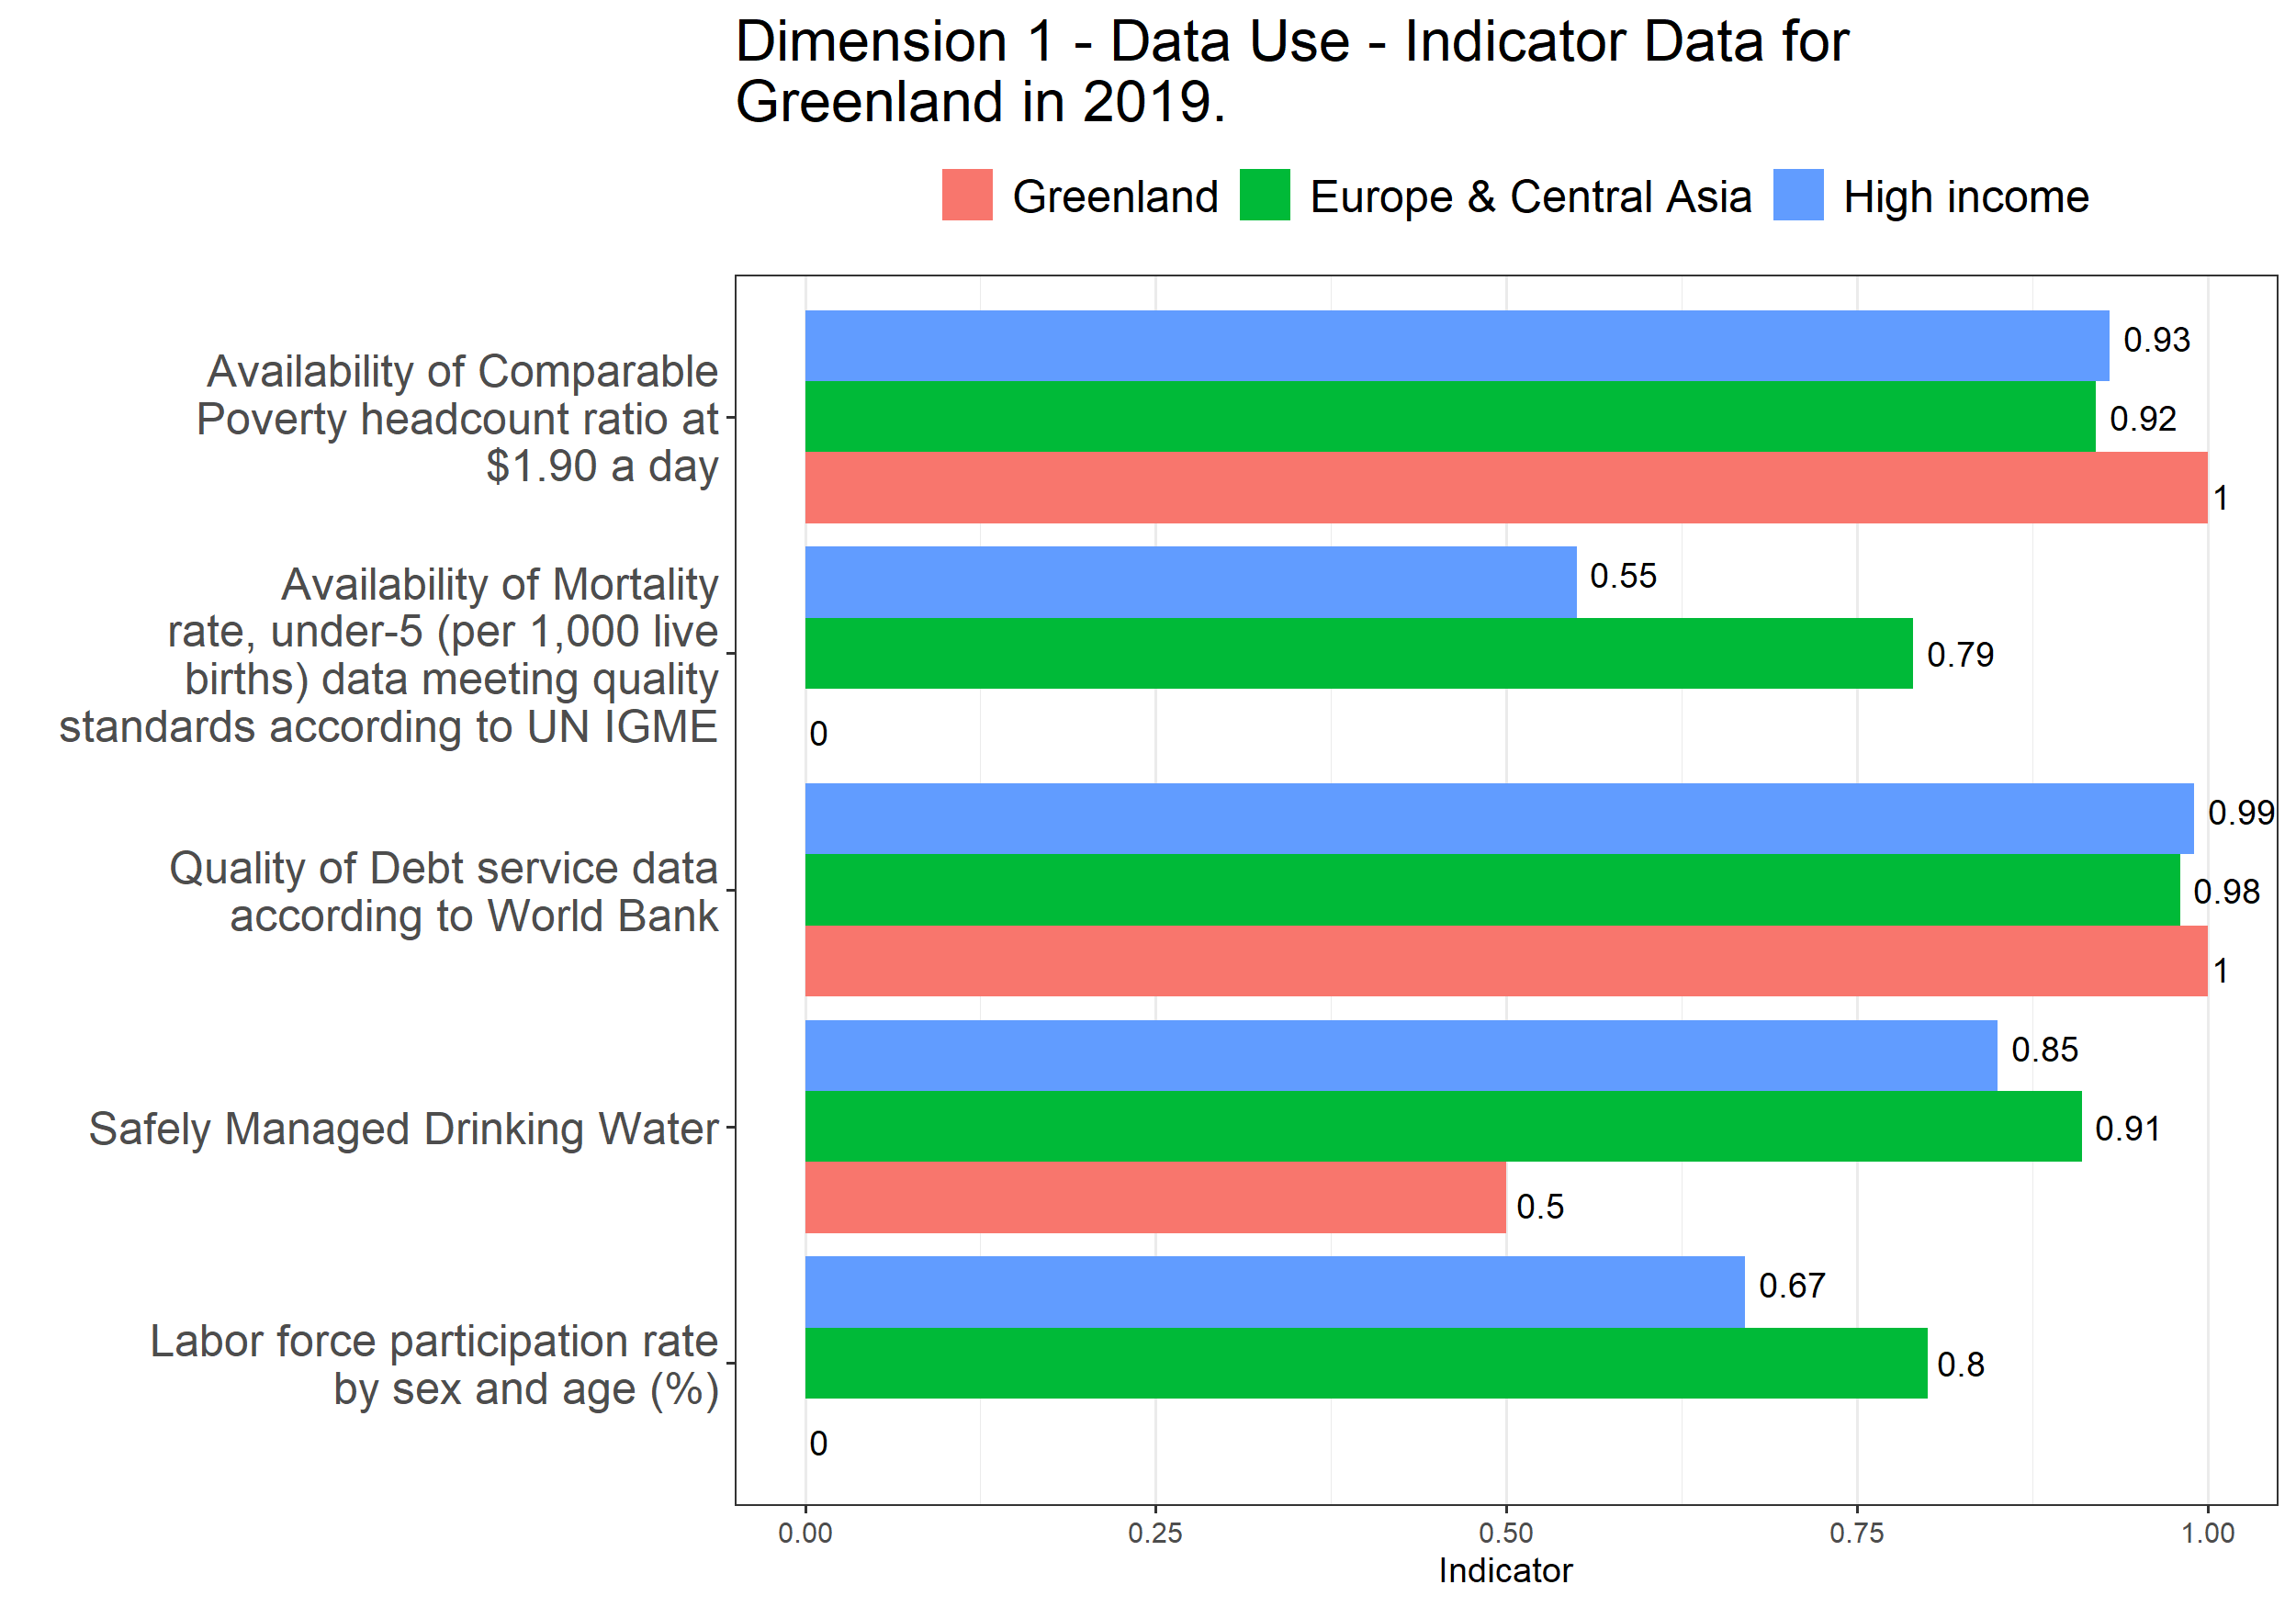 Dimension 1 - Data Use - Indicator Data for
Greenland in 2019.
Greenland
Europe & Central Asia
High income
Availability of Comparable
Poverty headcount ratio at
$1.90 a day
0.93
0.92
1
Availability of Mortality
rate, under-5 (per 1,000 live
births) data meeting quality
standards according to UN IGME
0.55
0.79
0
Quality of Debt service data
according to World Bank
0.99
0.98
1
Safely Managed Drinking Water
0.85
0.91
0.5
Labor force participation rate
by sex and age (%)
0.67
0.8
0
0.00
0.25
0.50
0.75
1.00
Indicator